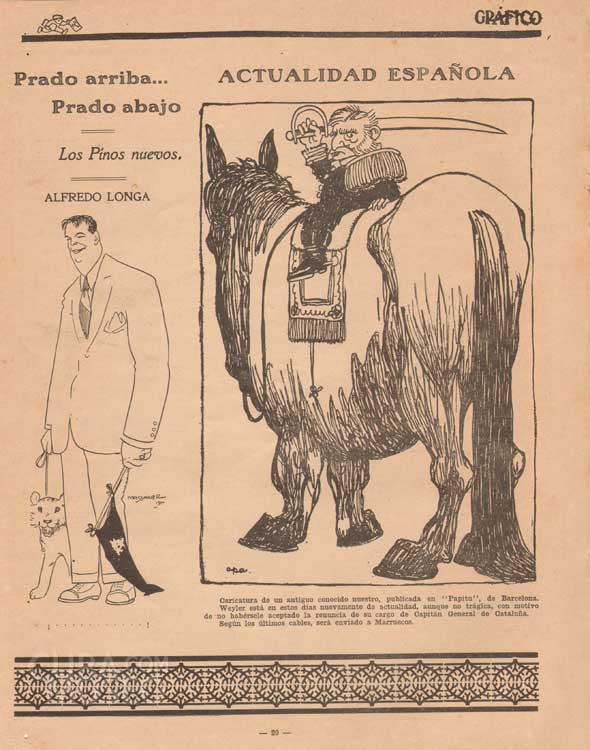 GRÁFICO
Prado arriba...
Prado abajo
Los Pinos nuevos.
ALFREDO LONGA
ACTUALIDAD ESPAÑOLA
apa.
Caricatura de un antiguo conocido nuestro, publicada en "Papitu", de Barcelona.
Weyler está en estos días nuevamente de actualidad, aunque no trágica, con motivo
de no habérsele aceptado la renuncia de su cargo de Capitán General de Cataluña.
Según los últimos cables, será enviado a Marruecos.
— 20 —